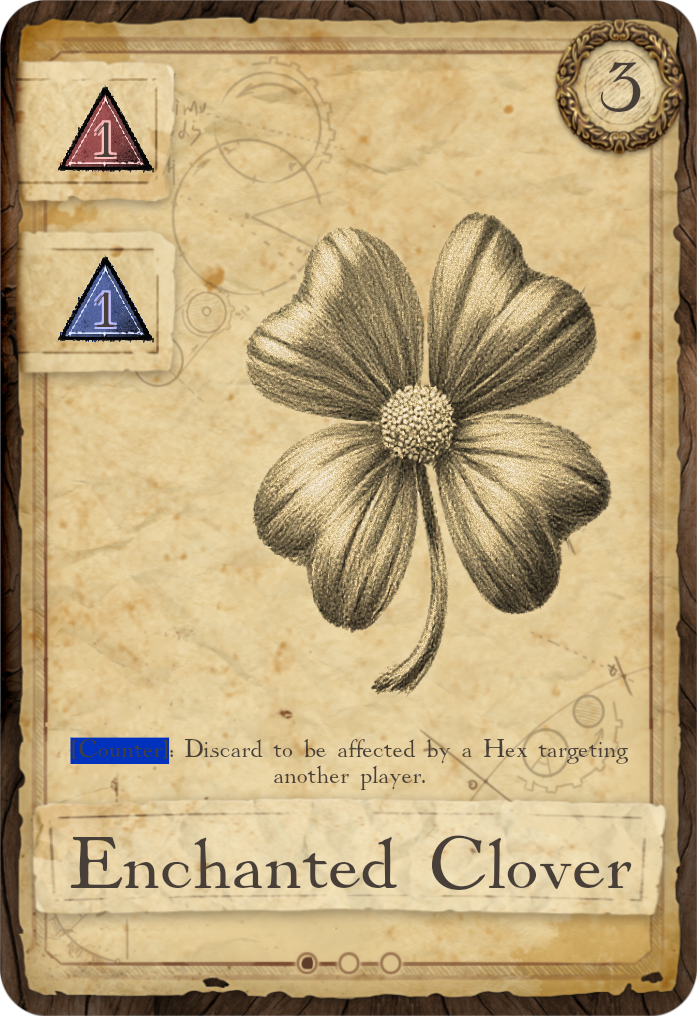 3
1
1
[Counter]: Discard to be affected by a Hex targeting
another player.
Enchanted Clover